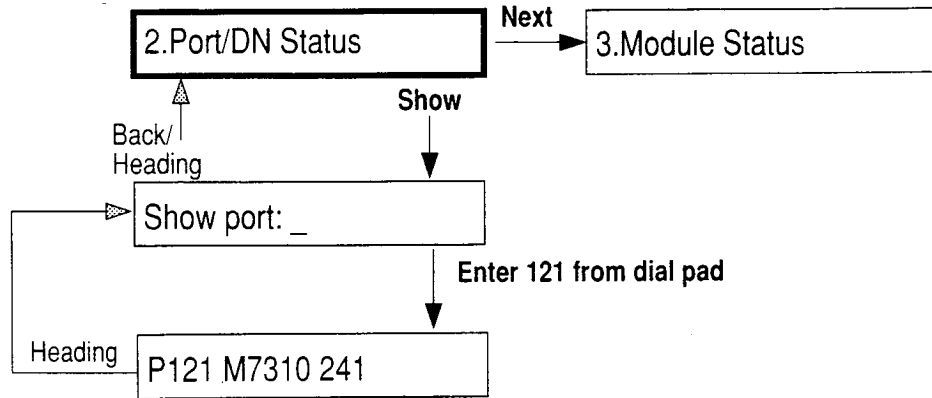 2.Port/DN Status
Next
3.Module Status
Show
Back/
Heading
Show port: _
Enter 121 from dial pad
Heading
P121 M7310 241